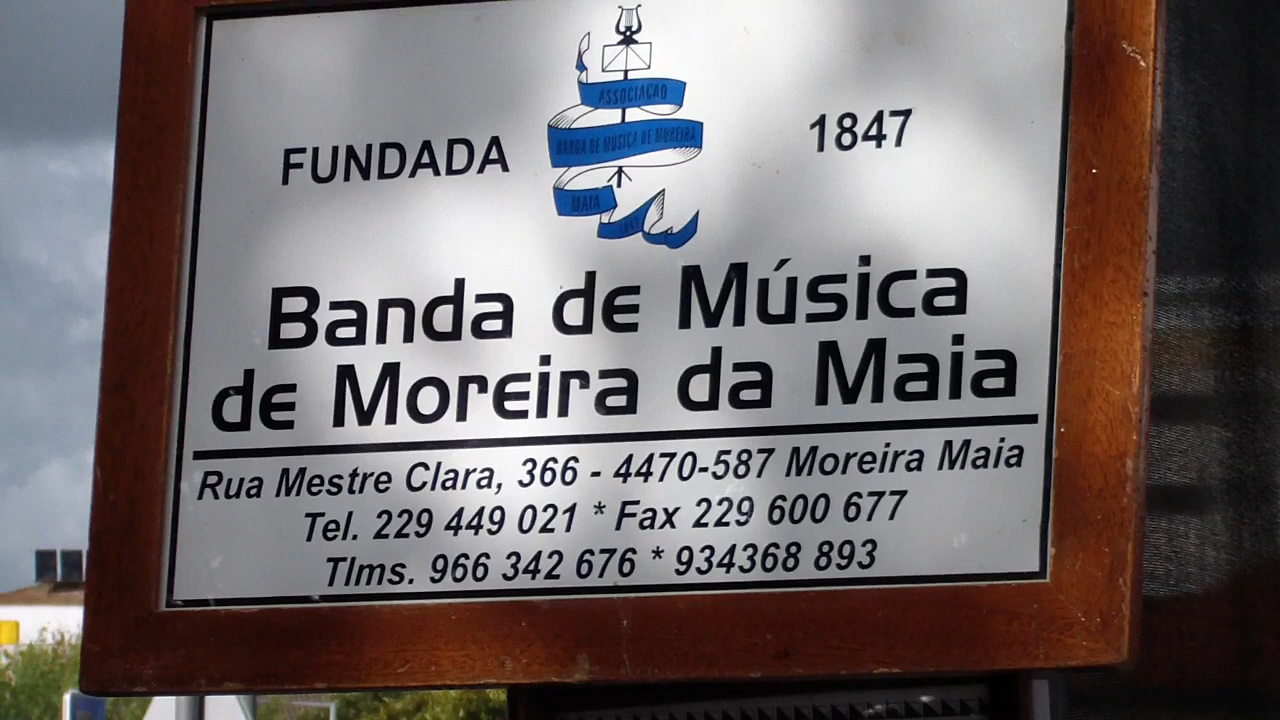 ASSOCIAÇÃO
BANDA DE MÚSICA DE MOREIRA
MAIA
FUNDADA 1847
Banda de Música
de Moreira da Maia
Rua Mestre Clara, 366 - 4470-587 Moreira Maia
Tel. 229 449 021 * Fax 229 600 677
Tlms. 966 342 676 * 934368 893